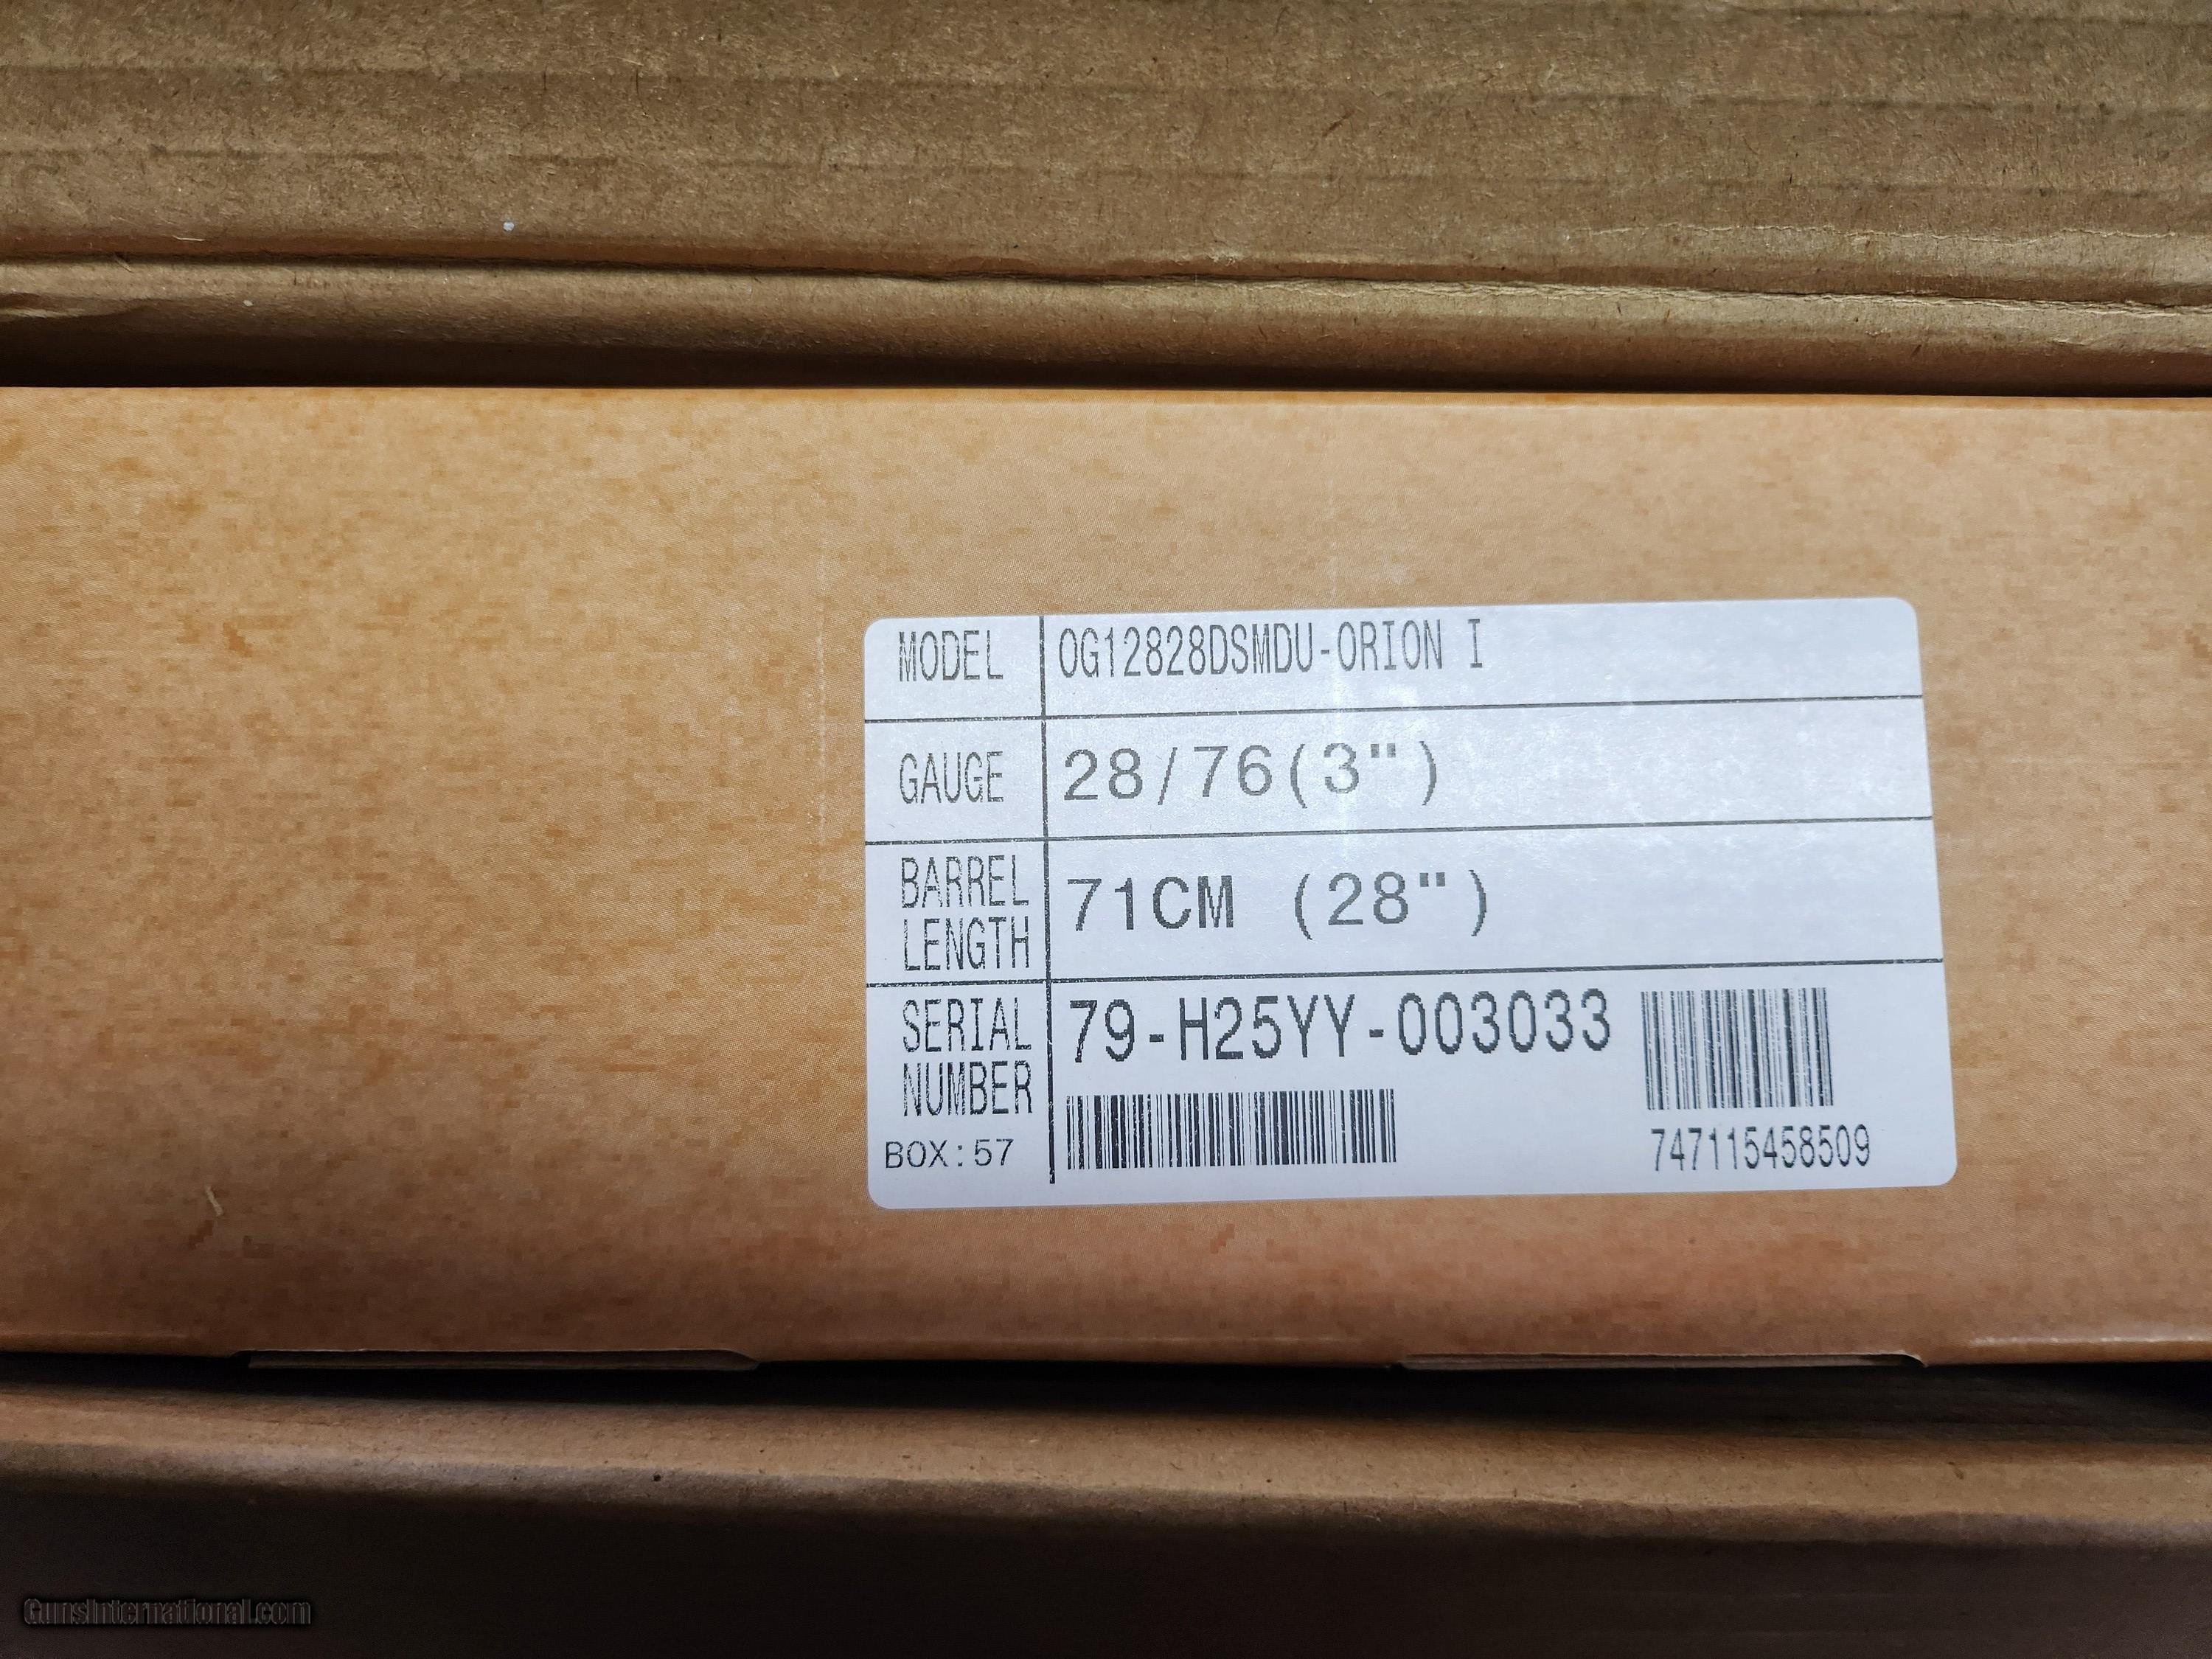 MODEL OG12828DSMDU-ORION I
GAUGE 28/76(3")
BARREL LENGTH 71CM (28")
SERIAL NUMBER 79-H25YY-003033
BOX:57
747115458509
GunsInternational.com